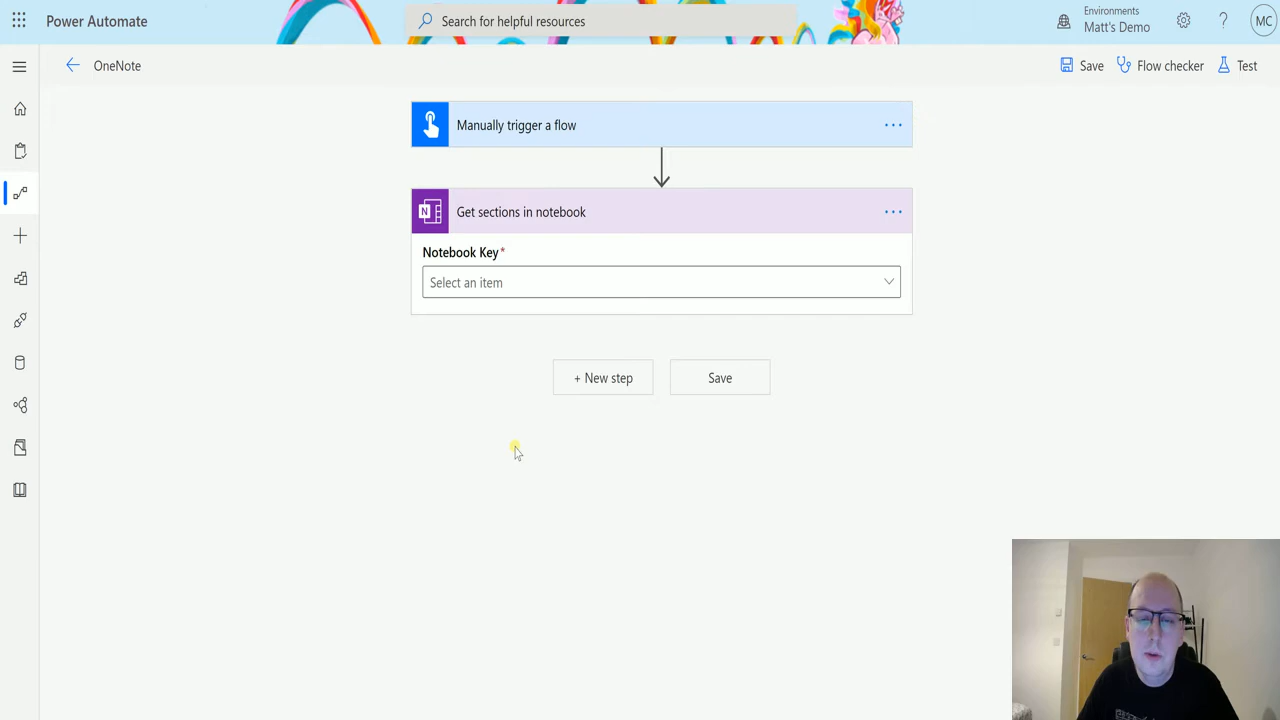 Power Automate
Search for helpful resources
Environments
Matt's Demo
?
MC
OneNote
Save
Flow checker
Test
Manually trigger a flow
...
N
Get sections in notebook
...
Notebook Key*
Select an item
+ New step
Save